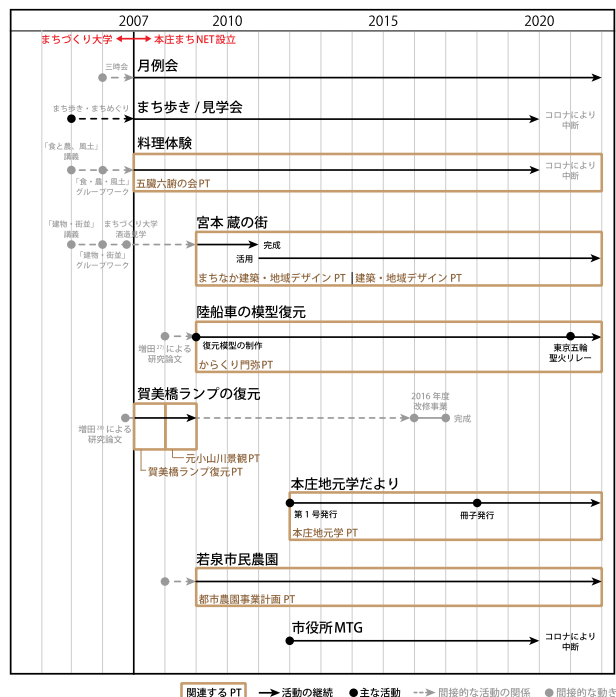 2007 2010 2015 2020
まちづくり大学 本庄まちNET設立
三時会
月例会
まち歩き・まちめぐり
まち歩き / 見学会
コロナにより
中断
料理体験
「食と農、風土」
講義
「食・農・風土」
グループワーク
コロナにより
中断
五臓六腑の会PT
宮本 蔵の街
「建物・街並」
講義
まちづくり大学
酒造見学
「建物・街並」
グループワーク
完成
活用
まちなか建築・地域デザイン PT | 建築・地域デザイン PT
陸船車の模型復元
増田27)による
研究論文
復元模型の制作
東京五輪
聖火リレー
からくり門弥PT
賀美橋ランプの復元
増田28)による
研究論文
2016 年度
改修事業
完成
元小山川景観PT
賀美橋ランプ復元PT
本庄地元学だより
第 1 号発行
冊子発行
本庄地元学 PT
若泉市民農園
都市農園事業計画 PT
市役所MTG
コロナにより
中断
関連する PT 活動の継続 主な活動 間接的な活動の関係 間接的な動き